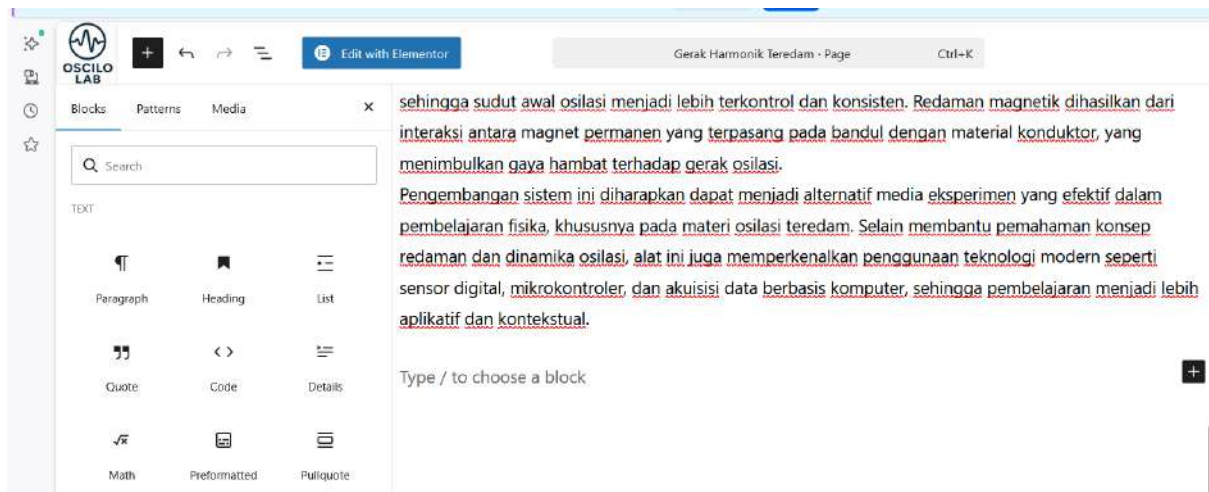 OSCILO
LAB
Edit with Elementor
Gerak Harmonik Teredam · Page
Ctrl+K
Blocks
Patterns
Media
Search
TEXT
Paragraph
Heading
List
Quote
Code
Details
Math
Preformatted
Pullquote
sehingga sudut awal osilasi menjadi lebih terkontrol dan konsisten. Redaman magnetik dihasilkan dari
interaksi antara magnet permanen yang terpasang pada bandul dengan material konduktor, yang
menimbulkan gaya hambat terhadap gerak osilasi.
Pengembangan sistem ini diharapkan dapat menjadi alternatif media eksperimen yang efektif dalam
pembelajaran fisika, khususnya pada materi osilasi teredam. Selain membantu pemahaman konsep
redaman dan dinamika osilasi, alat ini juga memperkenalkan penggunaan teknologi modern seperti
sensor digital, mikrokontroler, dan akuisisi data berbasis komputer, sehingga pembelajaran menjadi lebih
aplikatif dan kontekstual.
Type / to choose a block